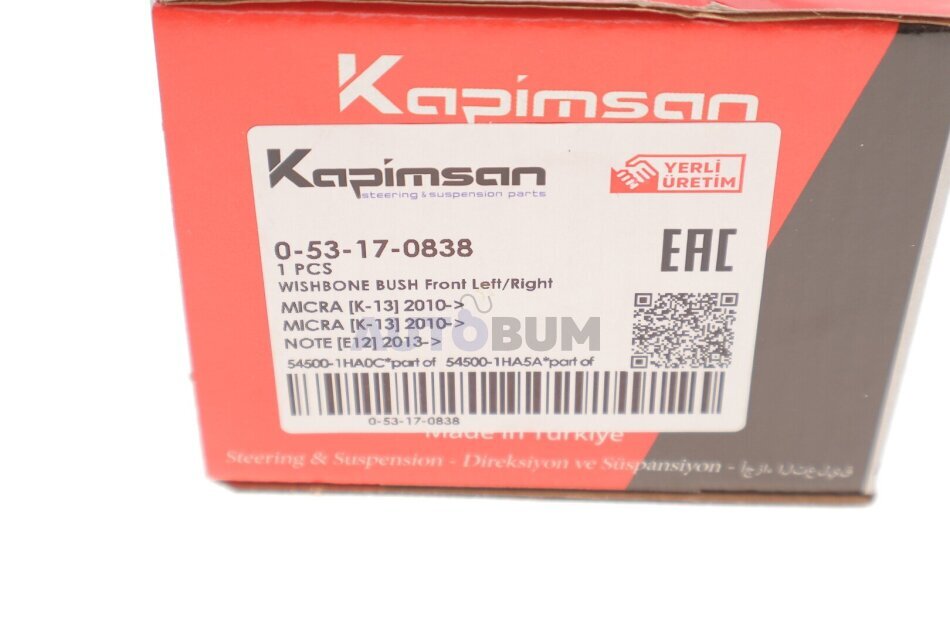 Kapimsan
Kapimsan
steering & suspension parts
YERLİ
ÜRETİM
0-53-17-0838
1 PCS
WISHBONE BUSH Front Left/Right
EAC
MICRA [K-13] 2010->
MICRA [K-13] 2010->
NOTE [E12] 2013->
AUTOBUM
54500-1HA0C*part of 54500-1HA5A*part of
0-53-17-0838
Made in Türkiye
Steering & Suspension - Direksiyon ve Süspansiyon -